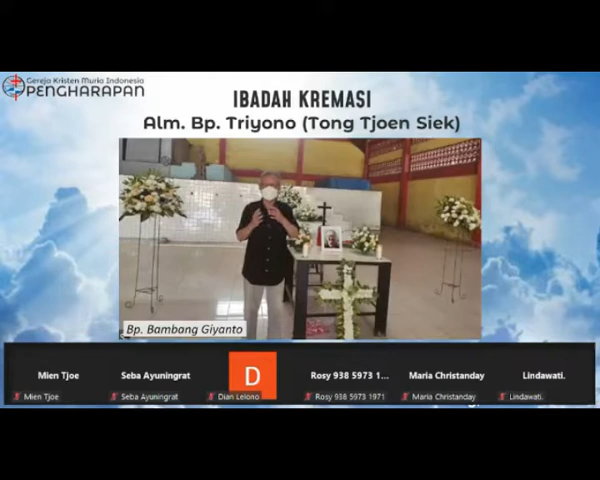 Gereja Kristen Muria Indonesia
PENGHARAPAN
IBADAH KREMASI
Alm. Bp. Triyono (Tong Tjoen Siek)
Bp. Bambang Giyanto
Mien Tjoe
Seba Ayuningrat
D
Rosy 938 5973 1...
Maria Christanday
Lindawati.
Mien Tjoe
Seba Ayuningrat
Dian Lelono
Rosy 938 5973 1971
Maria Christanday
Lindawati.